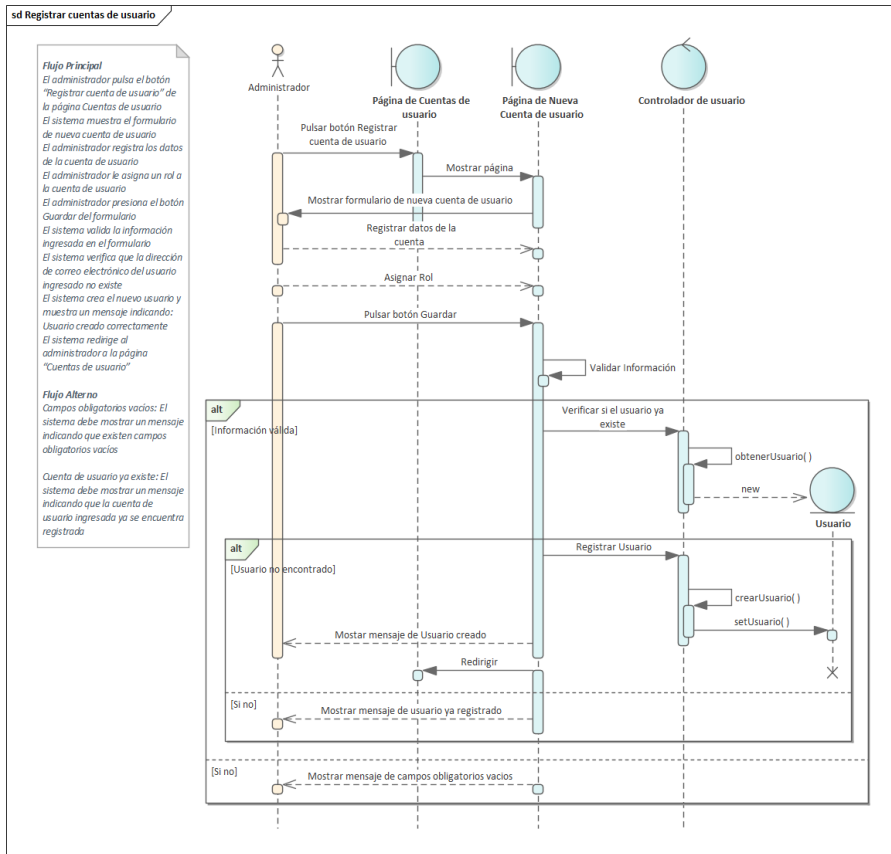 sd Registrar cuentas de usuario
Flujo Principal
El administrador pulsa el botón
"Registrar cuenta de usuario" de
la página Cuentas de usuario
El sistema muestra el formulario
de nueva cuenta de usuario
El administrador registra los datos
de la cuenta de usuario
El administrador le asigna un rol a
la cuenta de usuario
El administrador presiona el botón
Guardar del formulario
El sistema valida la información
ingresada en el formulario
El sistema verifica que la dirección
de correo electrónico del usuario
ingresado no existe
El sistema crea el nuevo usuario y
muestra un mensaje indicando:
Usuario creado correctamente
El sistema redirige al
administrador a la página
"Cuentas de usuario"
Flujo Alterno
Campos obligatorios vacíos: El
sistema debe mostrar un mensaje
indicando que existen campos
obligatorios vacíos
Cuenta de usuario ya existe: El
sistema debe mostrar un mensaje
indicando que la cuenta de
usuario ingresada ya se encuentra
registrada
Administrador
Página de Cuentas de
usuario
Página de Nueva
Cuenta de usuario
Controlador de usuario
Pulsar botón Registrar
cuenta de usuario
Mostrar página
Mostrar formulario de nueva cuenta de usuario
Registrar datos de la
cuenta
Asignar Rol
Pulsar botón Guardar
Validar Información
alt
[Información válida]
Verificar si el usuario ya
existe
obtenerUsuario( )
new
Usuario
alt
[Usuario no encontrado]
Registrar Usuario
crearUsuario( )
setUsuario( )
Mostar mensaje de Usuario creado
Redirigir
[Si no]
Mostrar mensaje de usuario ya registrado
[Si no]
Mostrar mensaje de campos obligatorios vacios